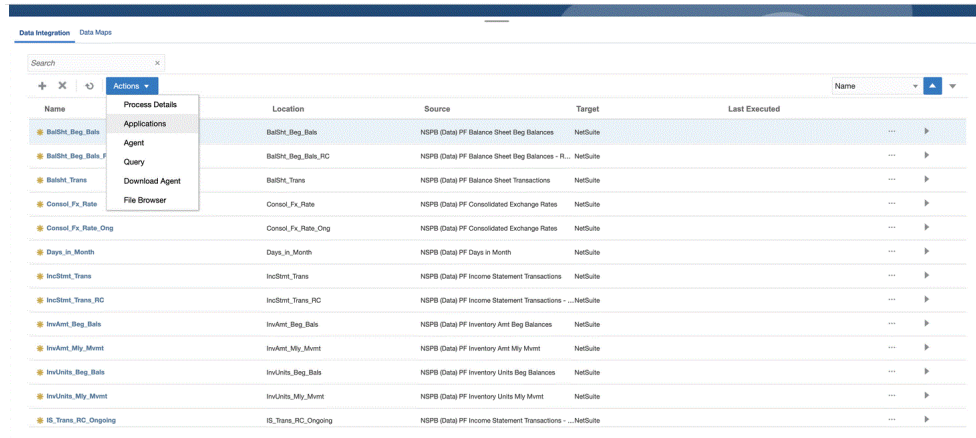 Data Integration Data Maps
Search ×
Actions Name
Process Details
Applications
Agent
Query
Download Agent
File Browser
Name Location Source Target Last Executed
BalSht_Beg_Bals BalSht_Beg_Bals NSPB (Data) PF Balance Sheet Beg Balances NetSuite ...
BalSht_Beg_Bals_F BalSht_Beg_Bals_RC NSPB (Data) PF Balance Sheet Beg Balances - R... NetSuite ...
Balsht_Trans BalSht_Trans NSPB (Data) PF Balance Sheet Transactions NetSuite ...
Consol_Fx_Rate Consol_Fx_Rate NSPB (Data) PF Consolidated Exchange Rates NetSuite ...
Consol_Fx_Rate_Ong Consol_Fx_Rate_Ong NSPB (Data) PF Consolidated Exchange Rates NetSuite ...
Days_in_Month Days_in_Month NSPB (Data) PF Days in Month NetSuite ...
IncStmt_Trans IncStmt_Trans NSPB (Data) PF Income Statement Transactions NetSuite ...
IncStmt_Trans_RC IncStmt_Trans_RC NSPB (Data) PF Income Statement Transactions - ... NetSuite ...
InvAmt_Beg_Bals InvAmt_Beg_Bals NSPB (Data) PF Inventory Amt Beg Balances NetSuite ...
InvAmt_Mly_Mvmt InvAmt_Mly_Mvmt NSPB (Data) PF Inventory Amt Mly Mvmt NetSuite ...
InvUnits_Beg_Bals InvUnits_Beg_Bals NSPB (Data) PF Inventory Units Beg Balances NetSuite ...
InvUnits_Mly_Mvmt InvUnits_Mly_Mvmt NSPB (Data) PF Inventory Units Mly Mvmt NetSuite ...
IS_Trans_RC_Ongoing IS_Trans_RC_Ongoing NSPB (Data) PF Income Statement Transactions - ... NetSuite ...